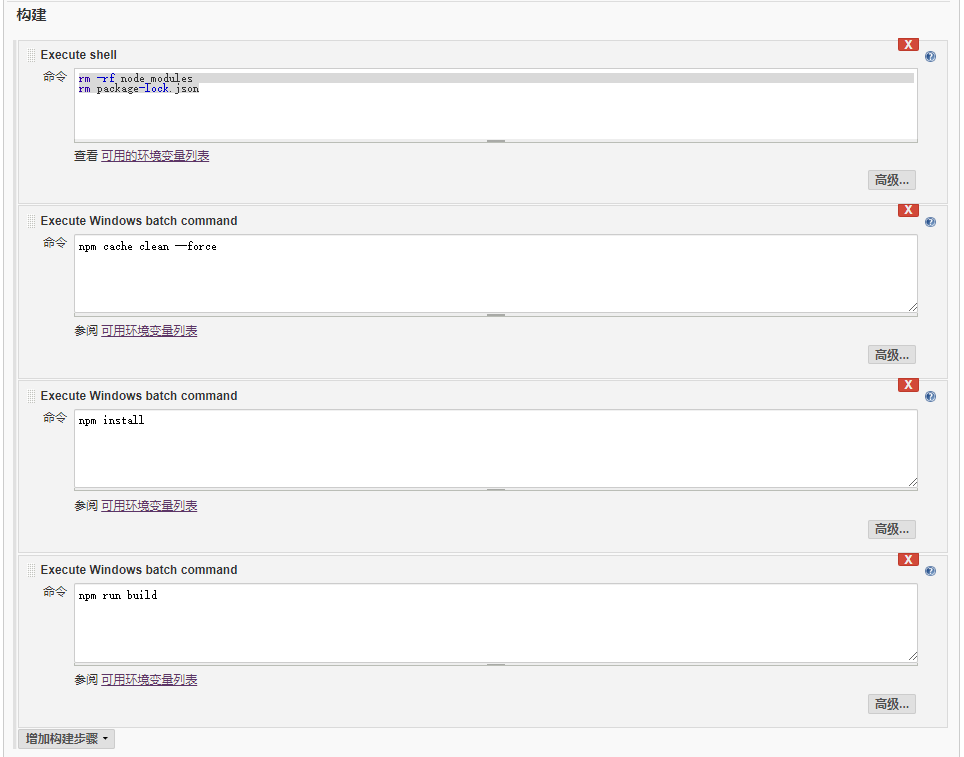 构建
Execute shell
X
命令
rm -rf node_modules
rm package-lock.json
查看 可用的环境变量列表
高级...
Execute Windows batch command
X
命令
npm cache clean --force
参阅 可用环境变量列表
高级...
Execute Windows batch command
X
命令
npm install
参阅 可用环境变量列表
高级...
Execute Windows batch command
X
命令
npm run build
参阅 可用环境变量列表
高级...
增加构建步骤